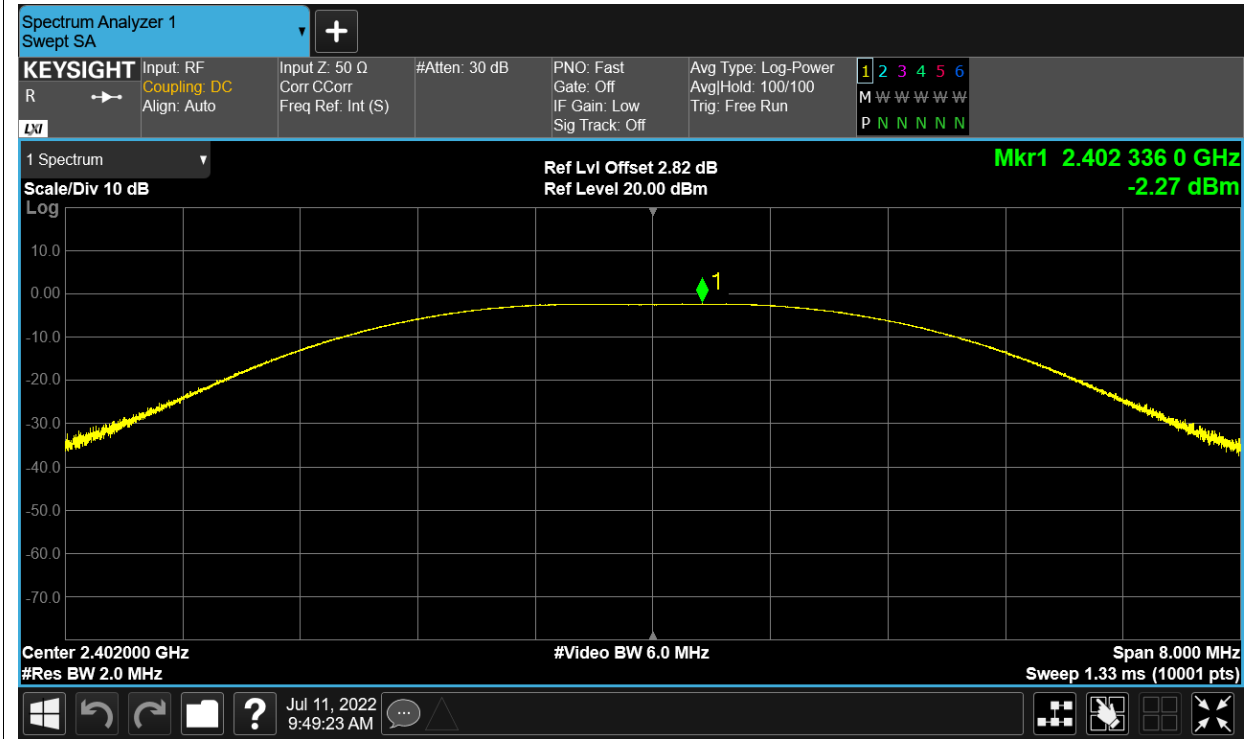 Spectrum Analyzer 1
Swept SA
KEYSIGHT
R
LXI
Input: RF
Coupling: DC
Align: Auto
Input Z: 50 Ω
Corr CCorr
Freq Ref: Int (S)
#Atten: 30 dB
PNO: Fast
Gate: Off
IF Gain: Low
Sig Track: Off
Avg Type: Log-Power
Avg|Hold: 100/100
Trig: Free Run
1 2 3 4 5 6
M W W W W W
P N N N N N
1 Spectrum
Scale/Div 10 dB
Log
Ref Lvl Offset 2.82 dB
Ref Level 20.00 dBm
Mkr1 2.402 336 0 GHz
-2.27 dBm
10.0
0.00
-10.0
-20.0
-30.0
-40.0
-50.0
-60.0
-70.0
1
Center 2.402000 GHz
#Video BW 6.0 MHz
Span 8.000 MHz
#Res BW 2.0 MHz
Sweep 1.33 ms (10001 pts)
?
Jul 11, 2022
9:49:23 AM